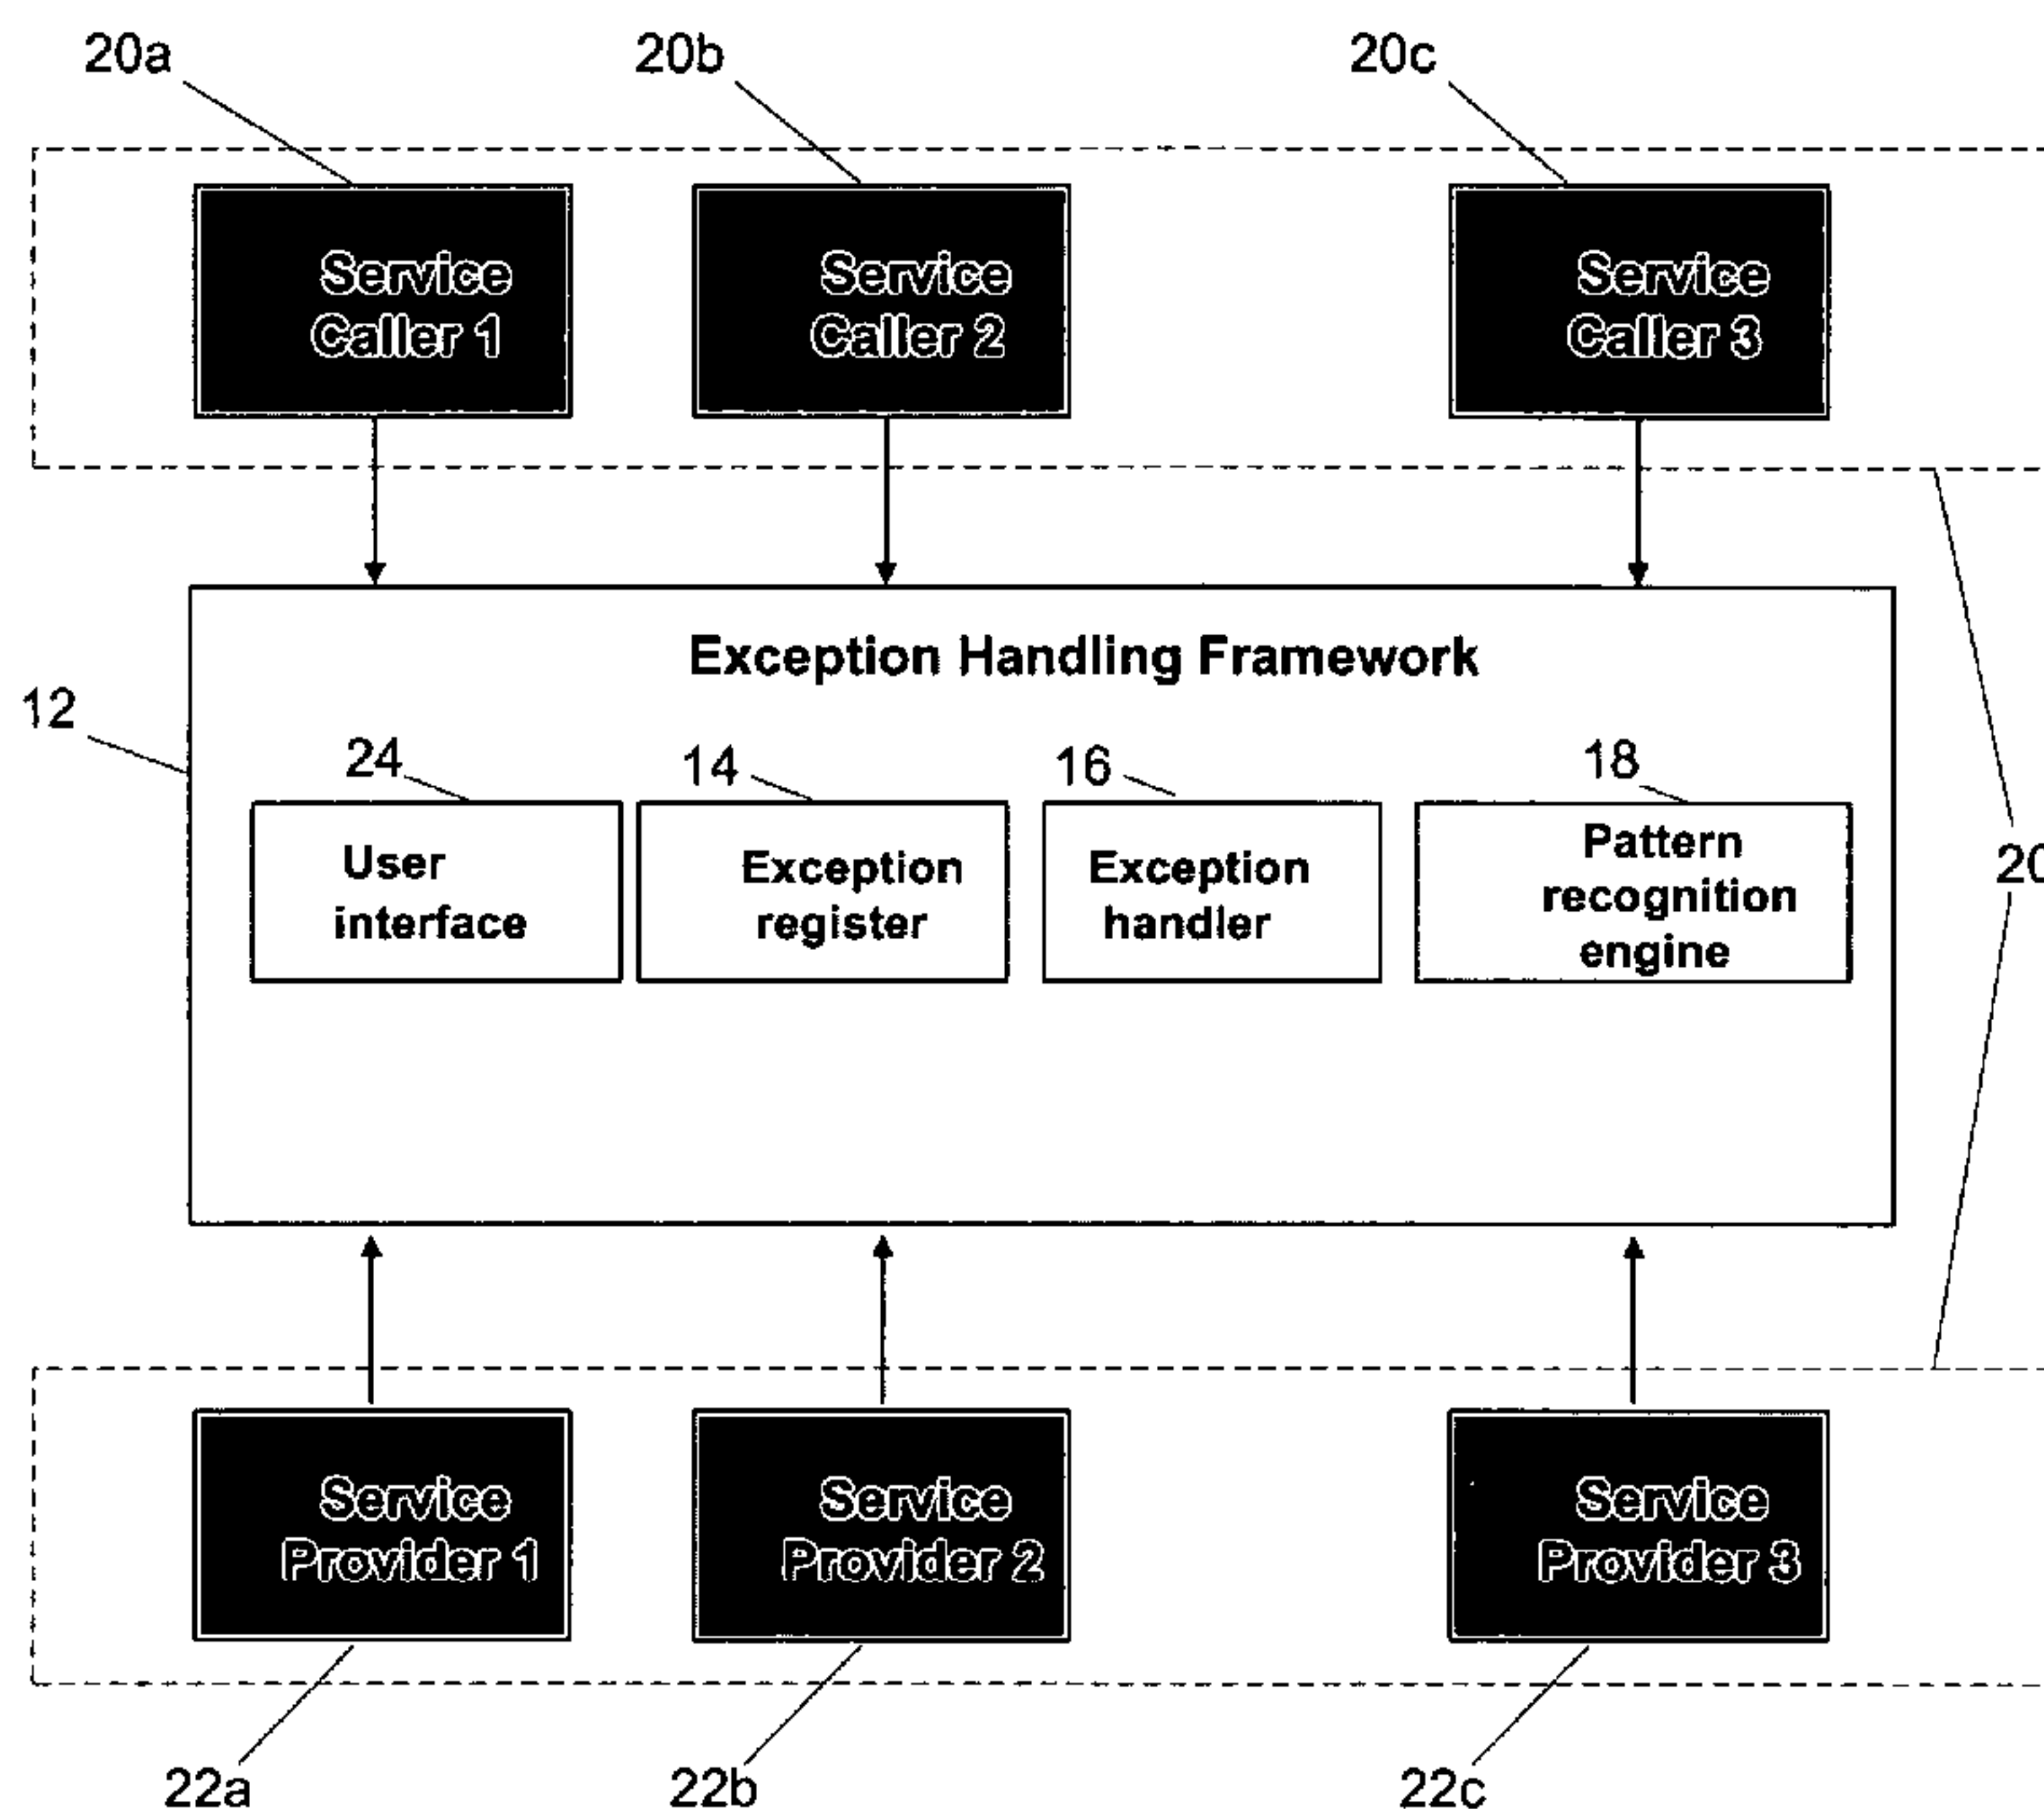 20a 20b 20c
Service Service Service
Caller 1 Caller 2 Caller 3
Exception Handling Framework
12
24 14 16 18
User interface
Exception register
Exception handler
Pattern recognition engine
20
Service Service Service
Provider 1 Provider 2 Provider 3
22a 22b 22c